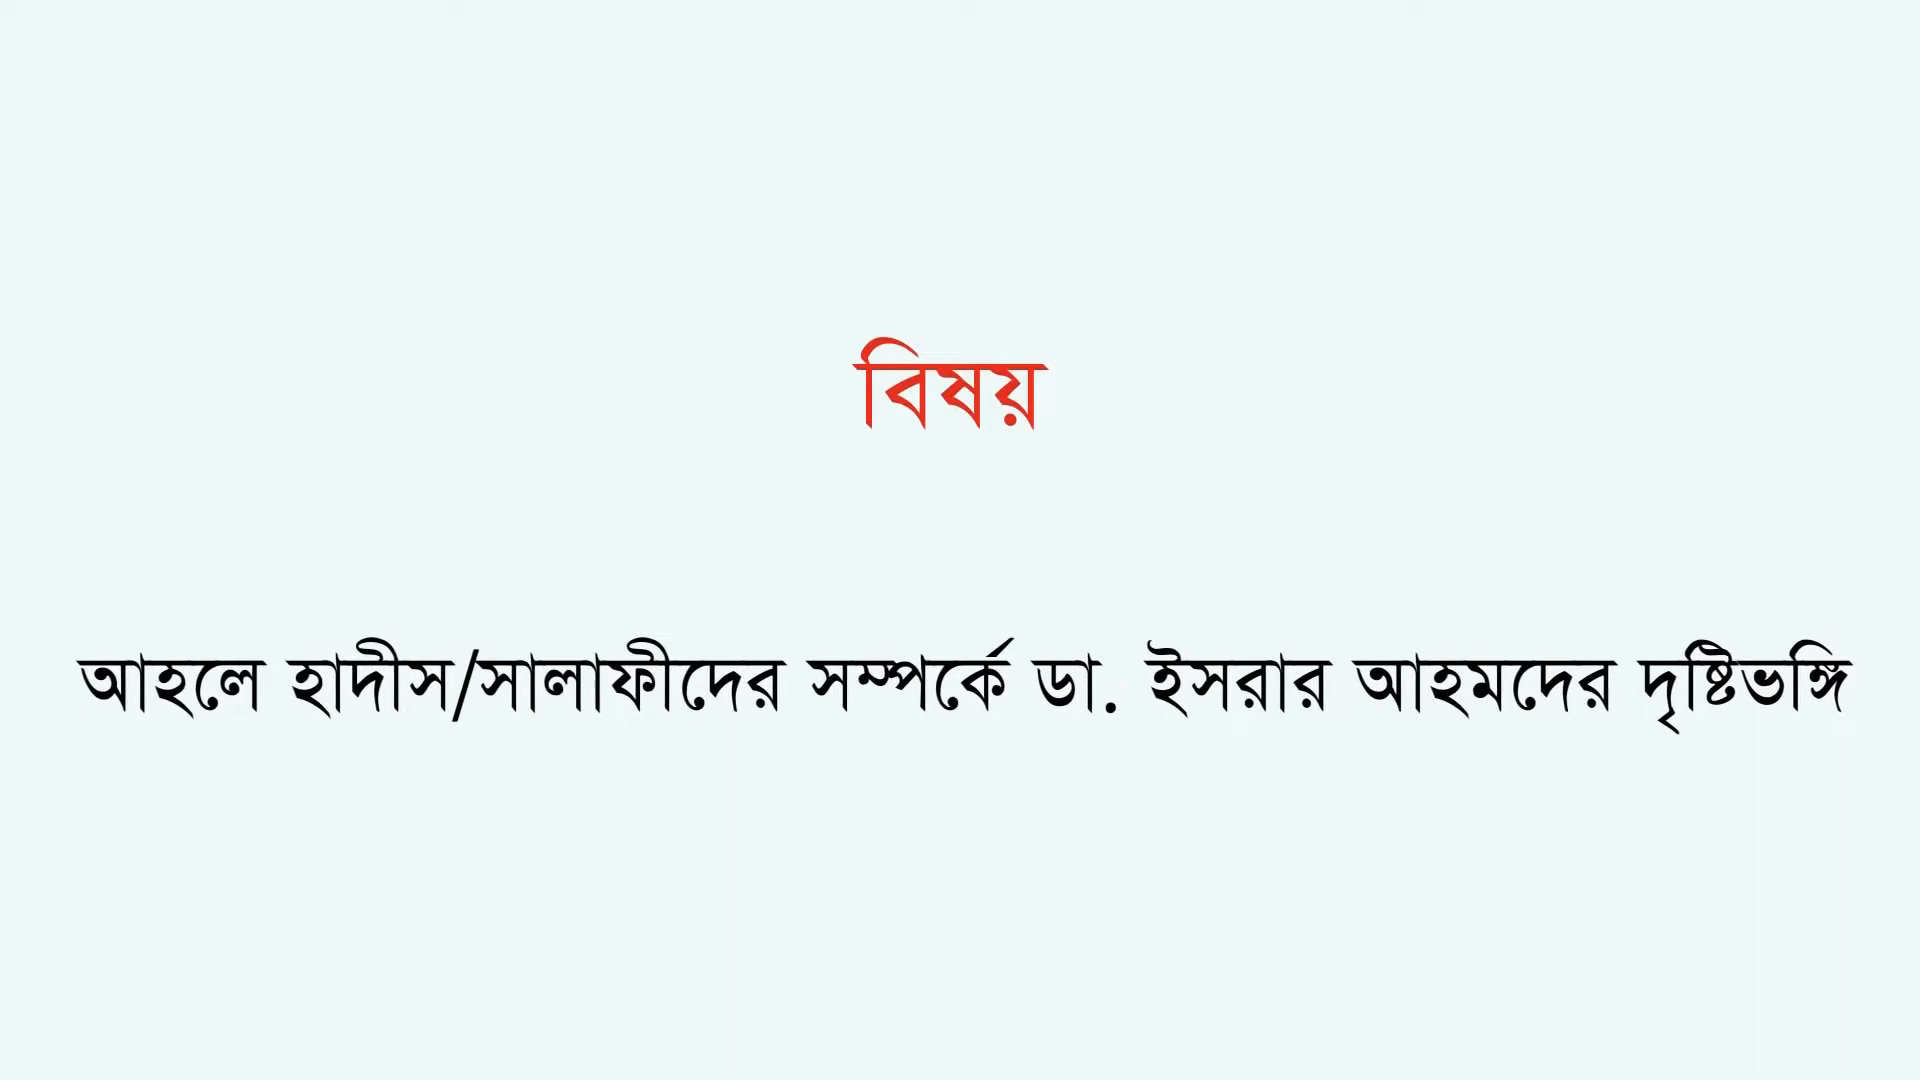 বিষয়
আহলে হাদীস/সালাফীদের সম্পর্কে ডা. ইসরার আহমদের দৃষ্টিভঙ্গি